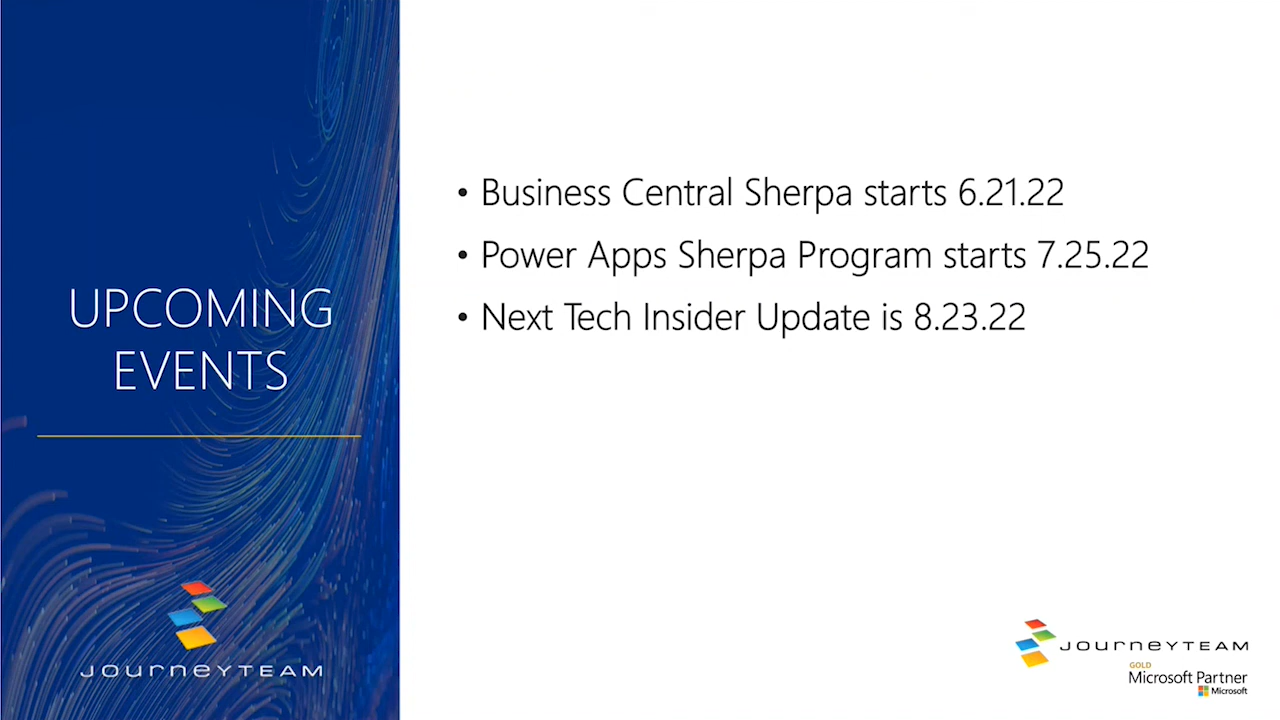 UPCOMING
EVENTS
JOURNEYTEAM
• Business Central Sherpa starts 6.21.22
• Power Apps Sherpa Program starts 7.25.22
• Next Tech Insider Update is 8.23.22
JOURNEYTEAM
GOLD
Microsoft Partner
Microsoft